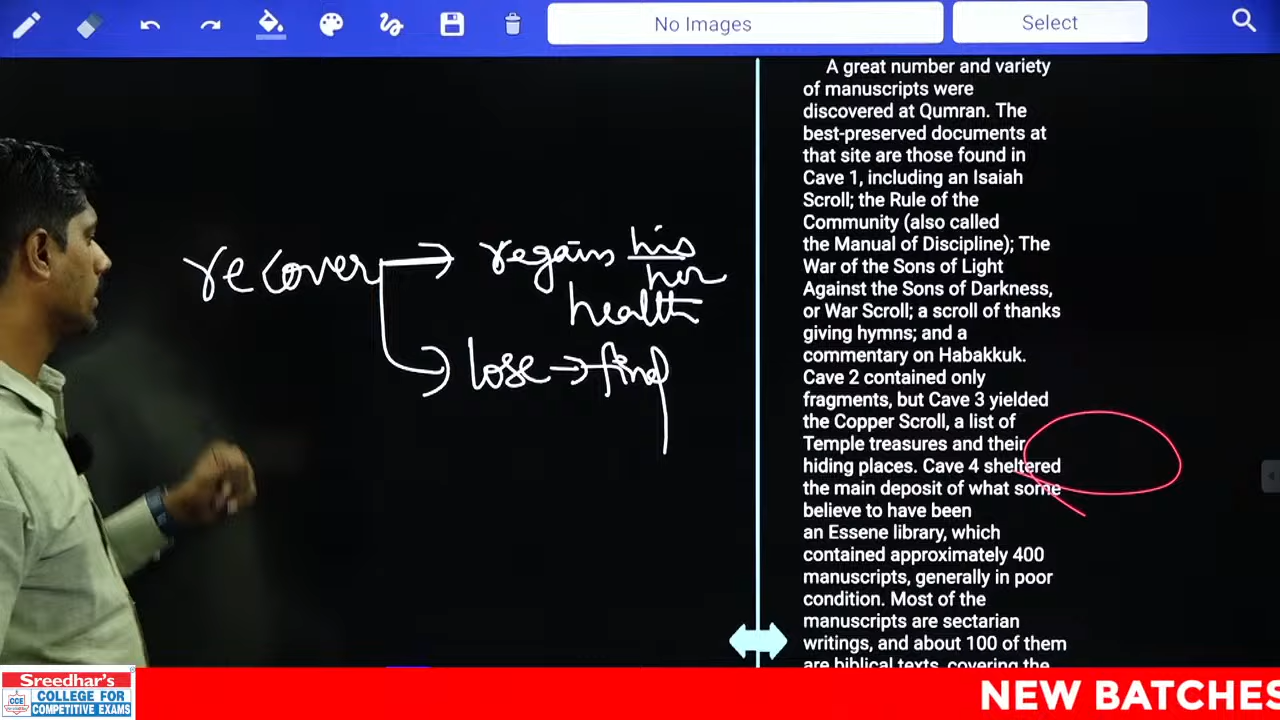 No Images
Select
recover → regains his
her
health
→ lose → find
A great number and variety
of manuscripts were
discovered at Qumran. The
best-preserved documents at
that site are those found in
Cave 1, including an Isaiah
Scroll; the Rule of the
Community (also called
the Manual of Discipline); The
War of the Sons of Light
Against the Sons of Darkness,
or War Scroll; a scroll of thanks
giving hymns; and a
commentary on Habakkuk.
Cave 2 contained only
fragments, but Cave 3 yielded
the Copper Scroll, a list of
Temple treasures and their
hiding places. Cave 4 sheltered
the main deposit of what some
believe to have been
an Essene library, which
contained approximately 400
manuscripts, generally in poor
condition. Most of the
manuscripts are sectarian
writings, and about 100 of them
are biblical texts, covering the
Sreedhar's
CCE
COLLEGE FOR
COMPETITIVE EXAMS
NEW BATCHES